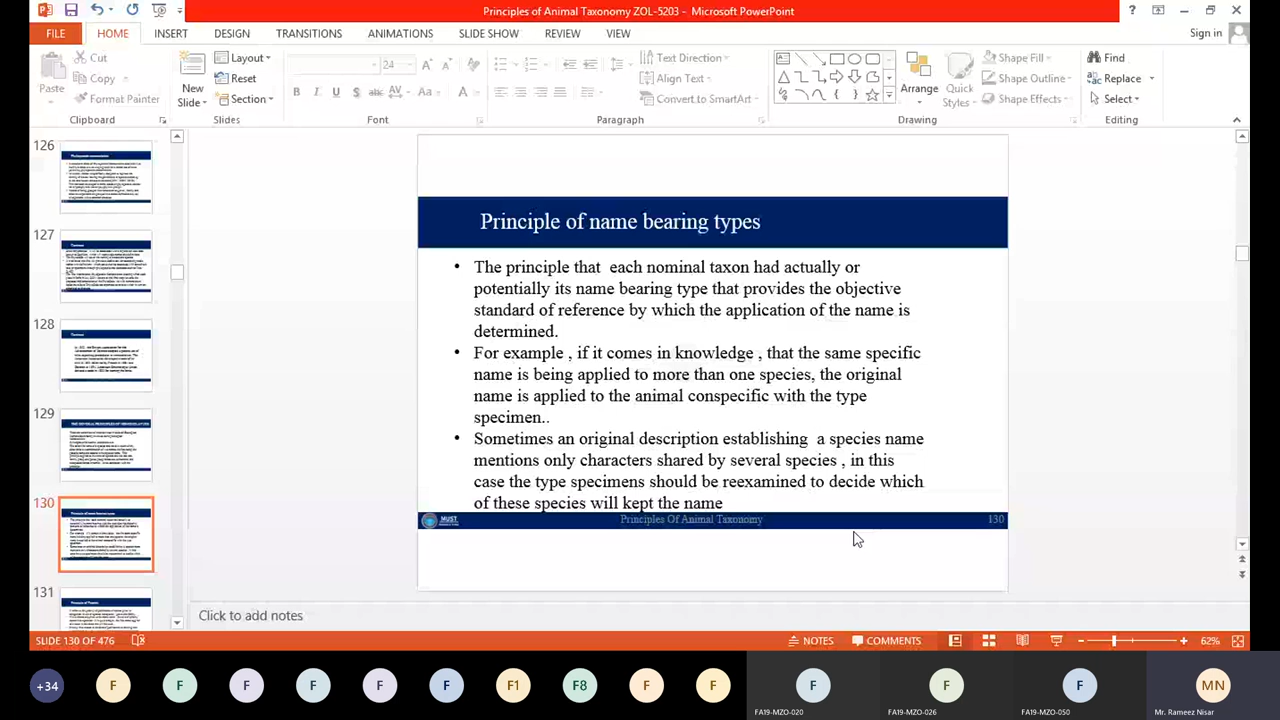 Principles of Animal Taxonomy ZOL-5203 - Microsoft PowerPoint
FILE
HOME
INSERT
DESIGN
TRANSITIONS
ANIMATIONS
SLIDE SHOW
REVIEW
VIEW
Sign in
Paste
Cut
Copy
Format Painter
Clipboard
New
Slide
Layout
Reset
Section
Slides
24
Font
Text Direction
Align Text
Convert to SmartArt
Paragraph
Arrange
Quick
Styles
Shape Fill
Shape Outline
Shape Effects
Drawing
Find
Replace
Select
Editing
126
127
128
129
130
131
Principle of name bearing types
• The principle that each nominal taxon had actually or
potentially its name bearing type that provides the objective
standard of reference by which the application of the name is
determined.
• For example , if it comes in knowledge , that the same specific
name is being applied to more than one species, the original
name is applied to the animal conspecific with the type
specimen.
• Sometimes an original description establishing a species name
mentions only characters shared by several species , in this
case the type specimens should be reexamined to decide which
of these species will kept the name
MUST
Principles Of Animal Taxonomy
130
Click to add notes
SLIDE 130 OF 476
NOTES
COMMENTS
62%
+34
F
F
F
F
F
F
F1
F8
F
F
F
FA19-MZO-020
F
FA19-MZO-026
F
FA19-MZO-050
MN
Mr. Rameez Nisar